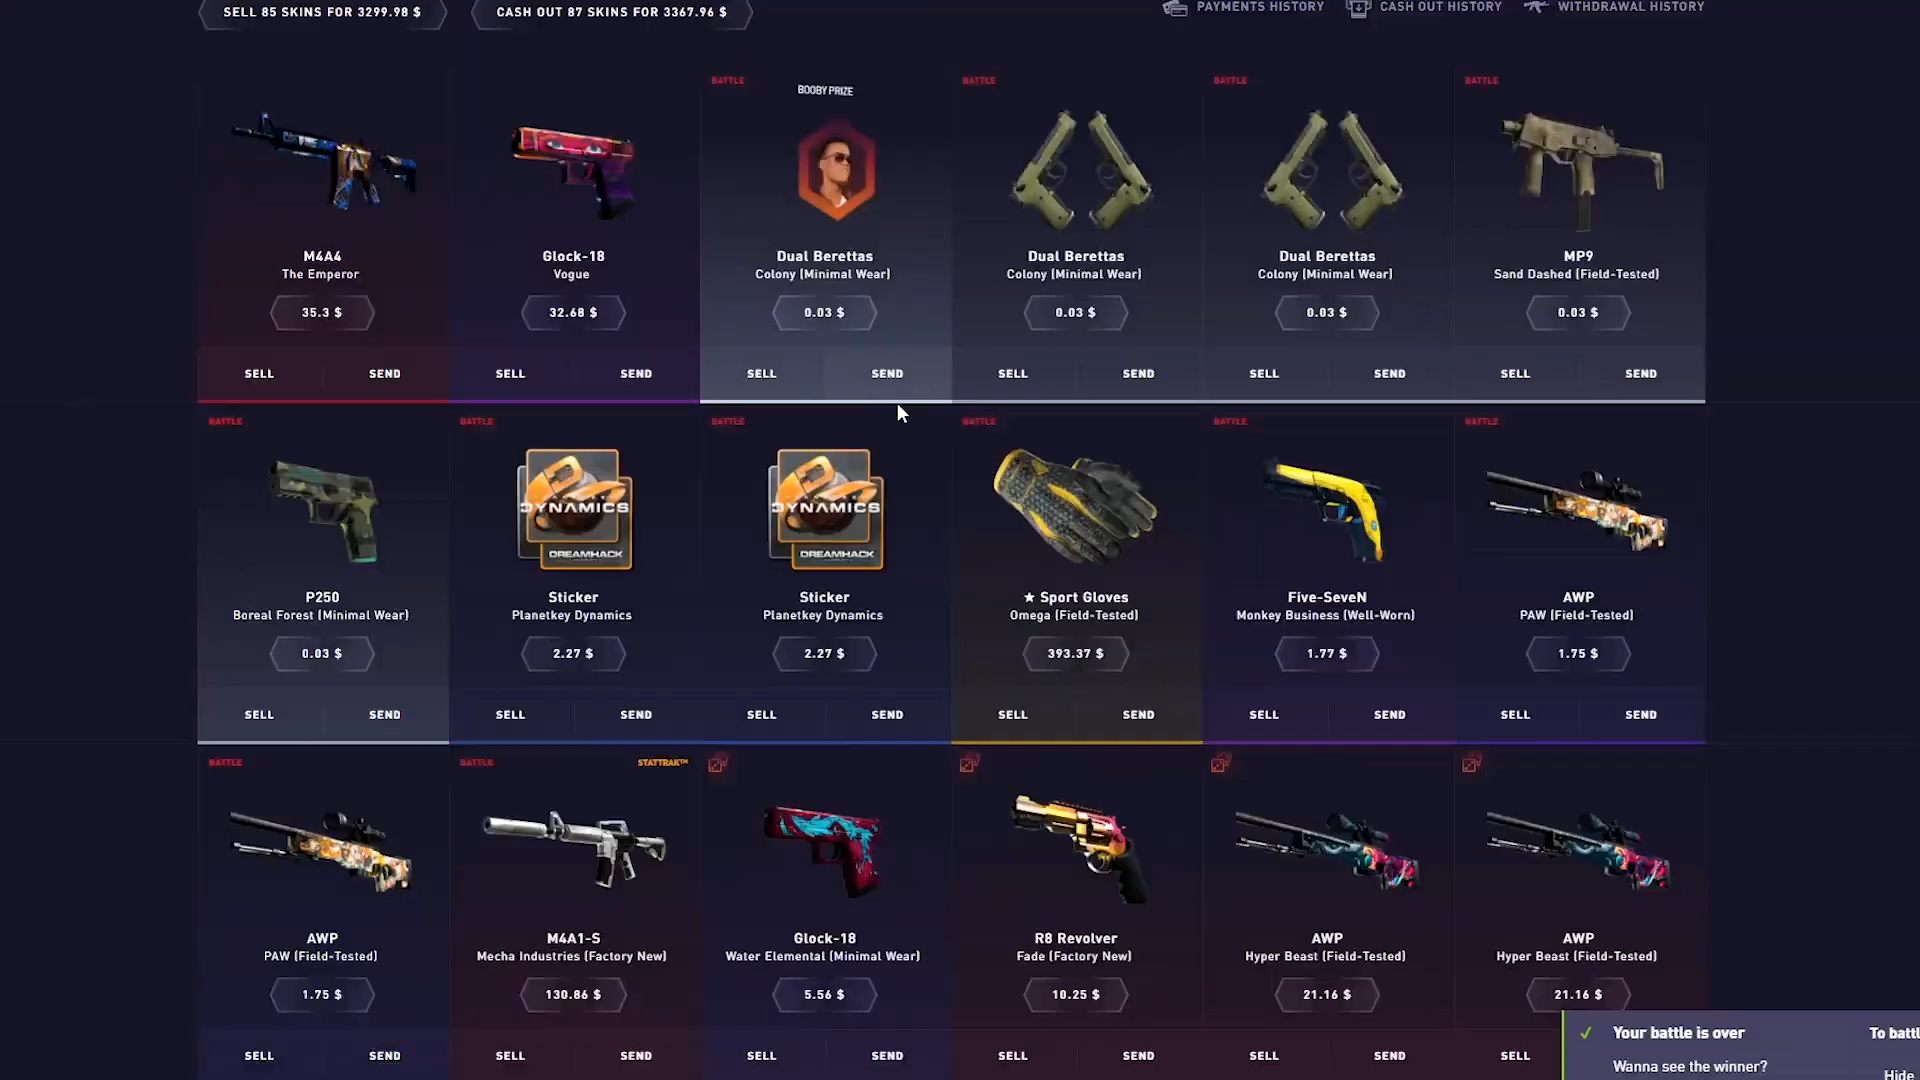 SELL 85 SKINS FOR 3299.98 $
CASH OUT 87 SKINS FOR 3367.96 $
PAYMENTS HISTORY
CASH OUT HISTORY
WITHDRAWAL HISTORY
M4A4
The Emperor
35.3 $
SELL SEND
Glock-18
Vogue
32.68 $
SELL SEND
BATTLE
BOOBY PRIZE
Dual Berettas
Colony (Minimal Wear)
0.03 $
SELL SEND
BATTLE
Dual Berettas
Colony (Minimal Wear)
0.03 $
SELL SEND
BATTLE
Dual Berettas
Colony (Minimal Wear)
0.03 $
SELL SEND
BATTLE
MP9
Sand Dashed (Field-Tested)
0.03 $
SELL SEND
BATTLE
P250
Boreal Forest (Minimal Wear)
0.03 $
SELL SEND
BATTLE
DYNAMICS
DREAMHACK
Sticker
Planetkey Dynamics
2.27 $
SELL SEND
BATTLE
DYNAMICS
DREAMHACK
Sticker
Planetkey Dynamics
2.27 $
SELL SEND
BATTLE
★ Sport Gloves
Omega (Field-Tested)
393.37 $
SELL SEND
BATTLE
Five-SeveN
Monkey Business (Well-Worn)
1.77 $
SELL SEND
BATTLE
AWP
PAW (Field-Tested)
1.75 $
SELL SEND
BATTLE
AWP
PAW (Field-Tested)
1.75 $
SELL SEND
BATTLE
STATTRAK™
M4A1-S
Mecha Industries (Factory New)
130.86 $
SELL SEND
Glock-18
Water Elemental (Minimal Wear)
5.56 $
SELL SEND
R8 Revolver
Fade (Factory New)
10.25 $
SELL SEND
AWP
Hyper Beast (Field-Tested)
21.16 $
SELL SEND
AWP
Hyper Beast (Field-Tested)
21.16 $
SELL
Your battle is over
To battl
Wanna see the winner?
Hide